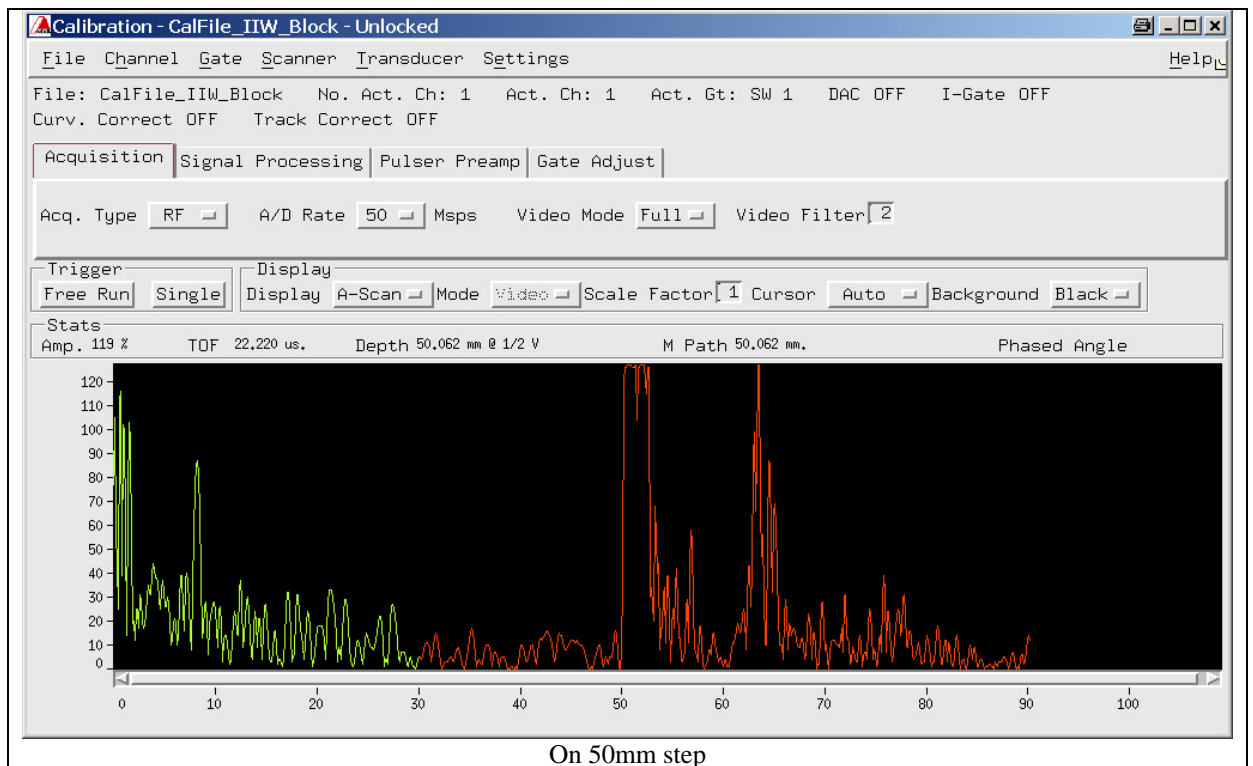 Calibration - CalFile_IIW_Block - Unlocked
File Channel Gate Scanner Transducer Settings Help
File: CalFile_IIW_Block No. Act. Ch: 1 Act. Ch: 1 Act. Gt: SW 1 DAC OFF I-Gate OFF
Curv. Correct OFF Track Correct OFF
Acquisition Signal Processing Pulser Preamp Gate Adjust
Acq. Type RF A/D Rate 50 Msps Video Mode Full Video Filter 2
Trigger Display
Free Run Single Display A-Scan Mode Video Scale Factor 1 Cursor Auto Background Black
Stats
Amp. 119 % TOF 22.220 us. Depth 50.062 mm @ 1/2 V M Path 50.062 mm. Phased Angle
120
110
100
90
80
70
60
50
40
30
20
10
0
0 10 20 30 40 50 60 70 80 90 100
On 50mm step